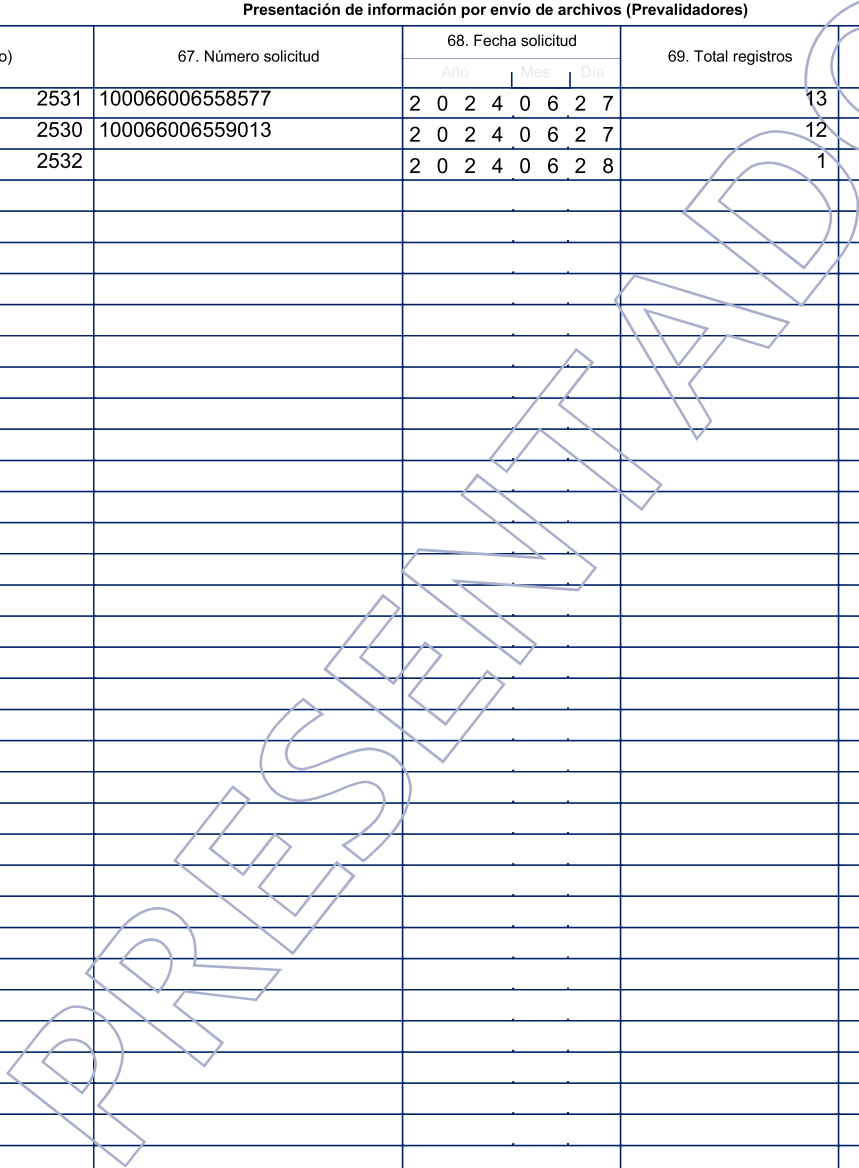 Presentación de información por envío de archivos (Prevalidadores)
o) 67. Número solicitud 68. Fecha solicitud 69. Total registros
Año Mes Día
2531 100066006558577 2 0 2 4 0 6 2 7 13
2530 100066006559013 2 0 2 4 0 6 2 7 12
2532 2 0 2 4 0 6 2 8 1
PRESENTADO